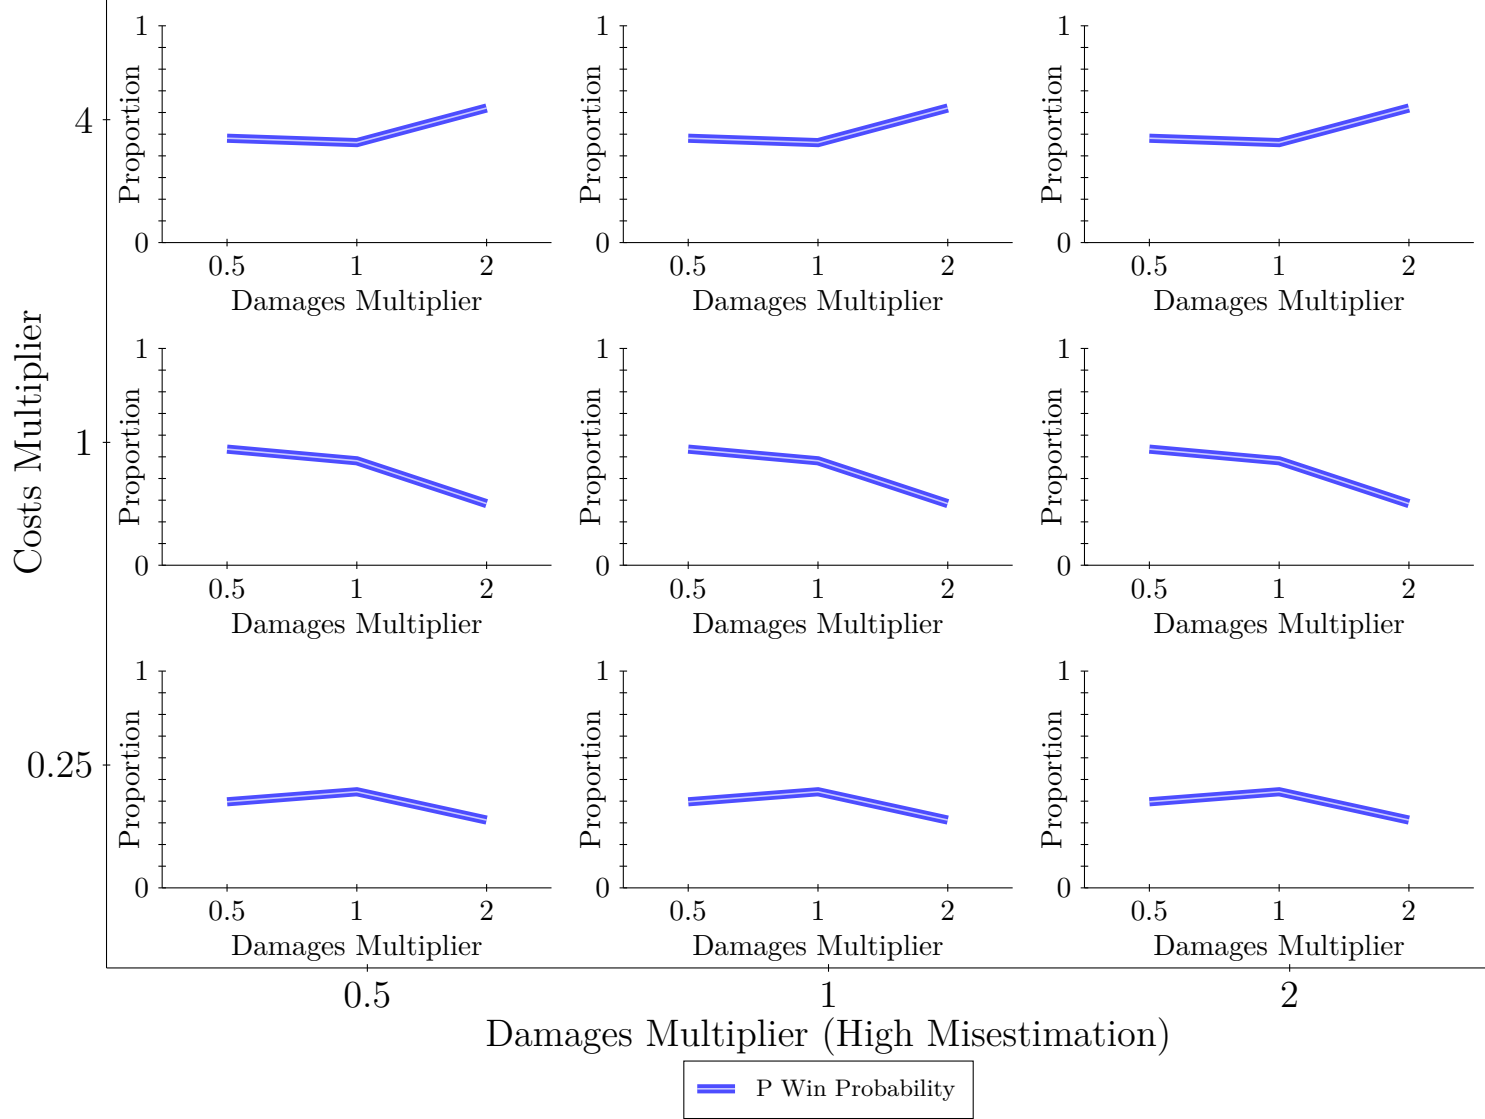 1
Proportion
0
0.5 1 2
Damages Multiplier
1
Proportion
0
0.5 1 2
Damages Multiplier
1
Proportion
0
0.5 1 2
Damages Multiplier
4
1
Proportion
0
0.5 1 2
Damages Multiplier
1
Proportion
0
0.5 1 2
Damages Multiplier
1
Proportion
0
0.5 1 2
Damages Multiplier
1
Costs Multiplier
1
Proportion
0
0.5 1 2
Damages Multiplier
1
Proportion
0
0.5 1 2
Damages Multiplier
1
Proportion
0
0.5 1 2
Damages Multiplier
0.25
0.5 1 2
Damages Multiplier (High Misestimation)
P Win Probability